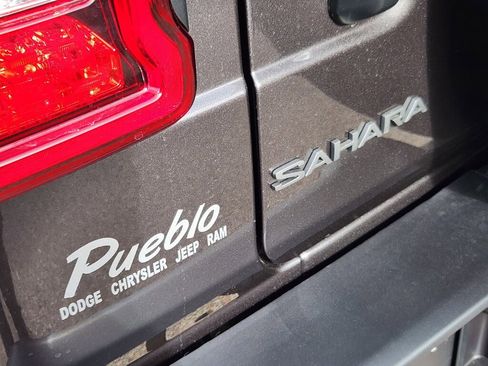 SAHARA
Pueblo
DODGE CHRYSLER JEEP RAM